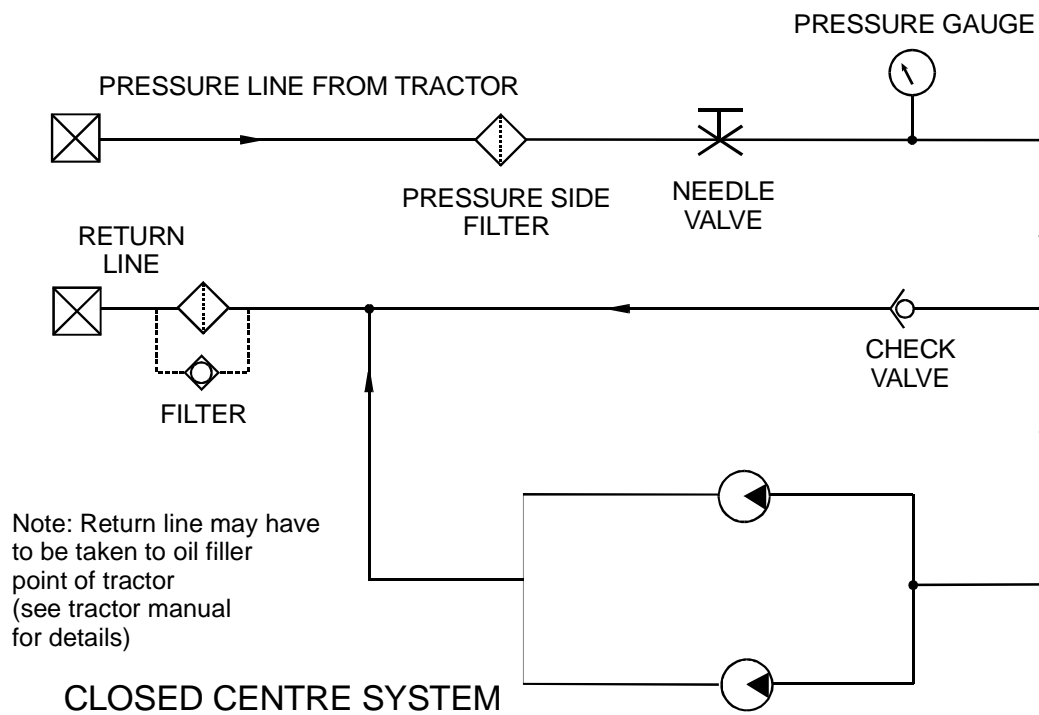 PRESSURE GAUGE
PRESSURE LINE FROM TRACTOR
PRESSURE SIDE
FILTER
NEEDLE
VALVE
RETURN
LINE
CHECK
VALVE
FILTER
Note: Return line may have
to be taken to oil filler
point of tractor
(see tractor manual
for details)
CLOSED CENTRE SYSTEM